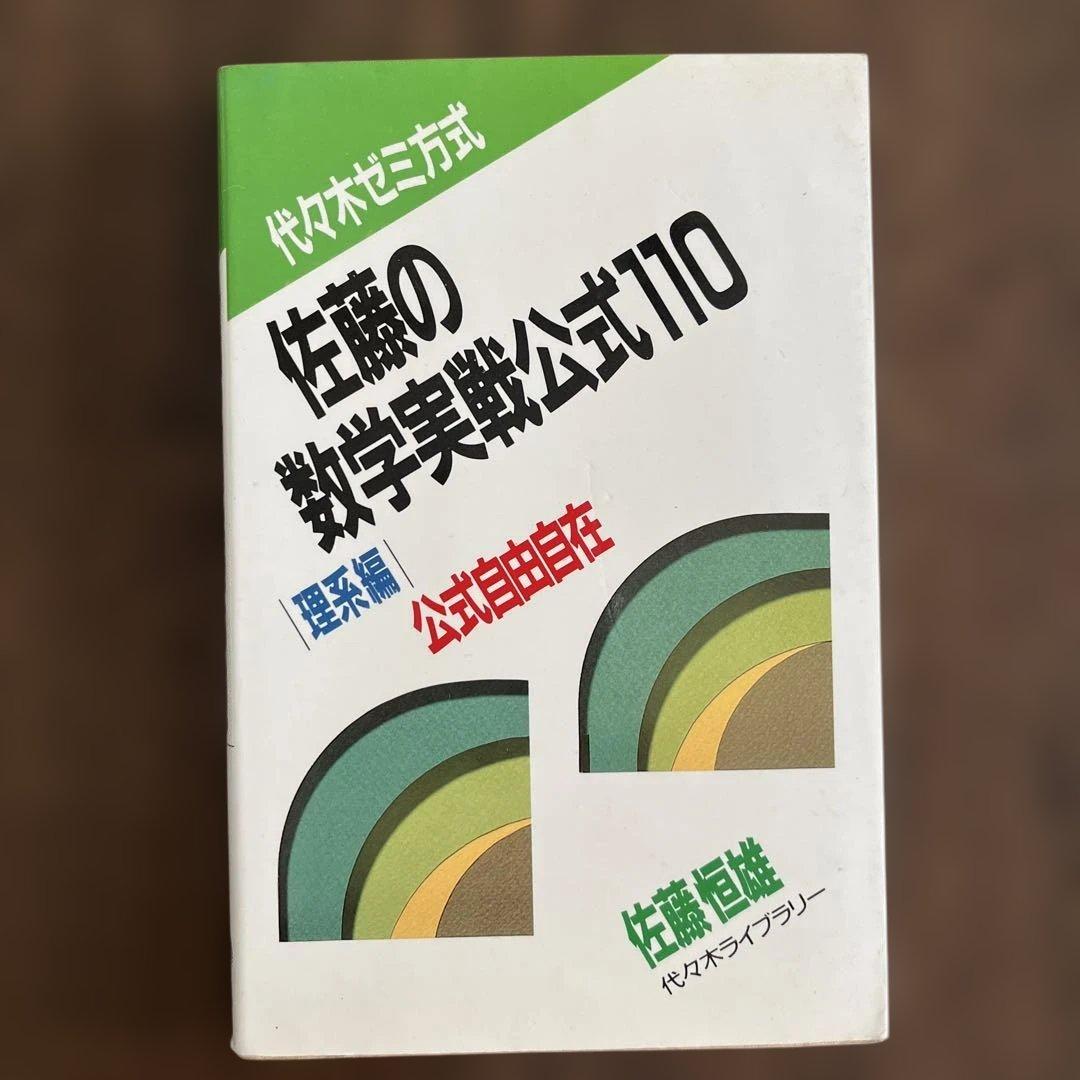 代々木ゼミ方式
佐藤の
数学実戦公式110
理系編
公式自由自在
佐藤恒雄
代々木ライブラリー